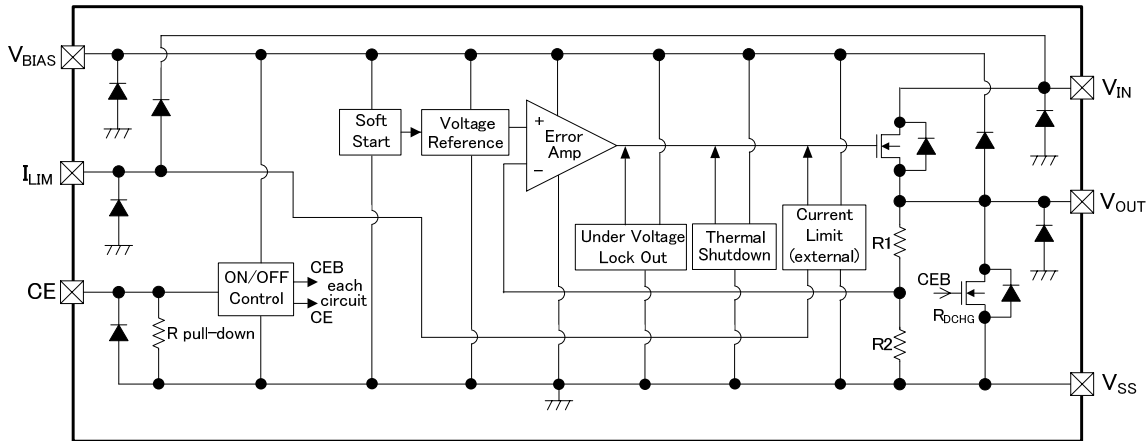 VBIAS
VIN
Soft
Start
Voltage
Reference
+
Error
Amp
−
ILIM
VOUT
Under Voltage
Lock Out
Thermal
Shutdown
Current
Limit
(external)
R1
CE
ON/OFF
Control
CEB
each
circuit
CE
CEB
RDCHG
R pull-down
R2
VSS